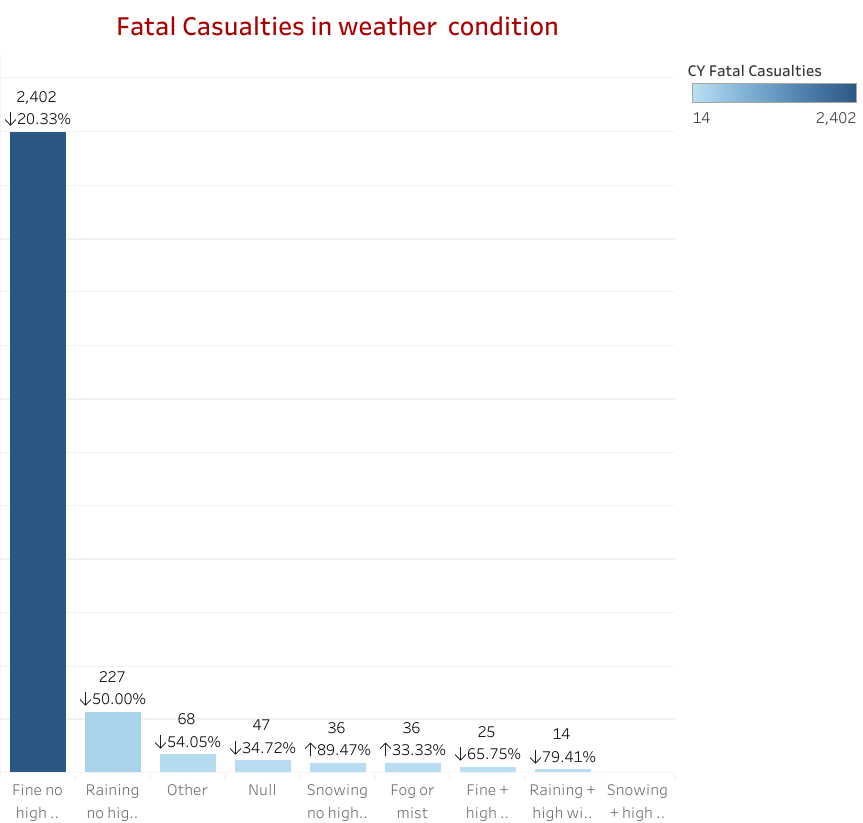 Fatal Casualties in weather  condition
CY Fatal Casualties
14 2,402
2,402
↓20.33%
227
↓50.00%
68
↓54.05%
47
↓34.72%
36
↑89.47%
36
↑33.33%
25
↓65.75%
14
↓79.41%
Fine no
high ..
Raining
no hig..
Other
Null
Snowing
no high..
Fog or
mist
Fine +
high ..
Raining +
high wi..
Snowing
+ high ..